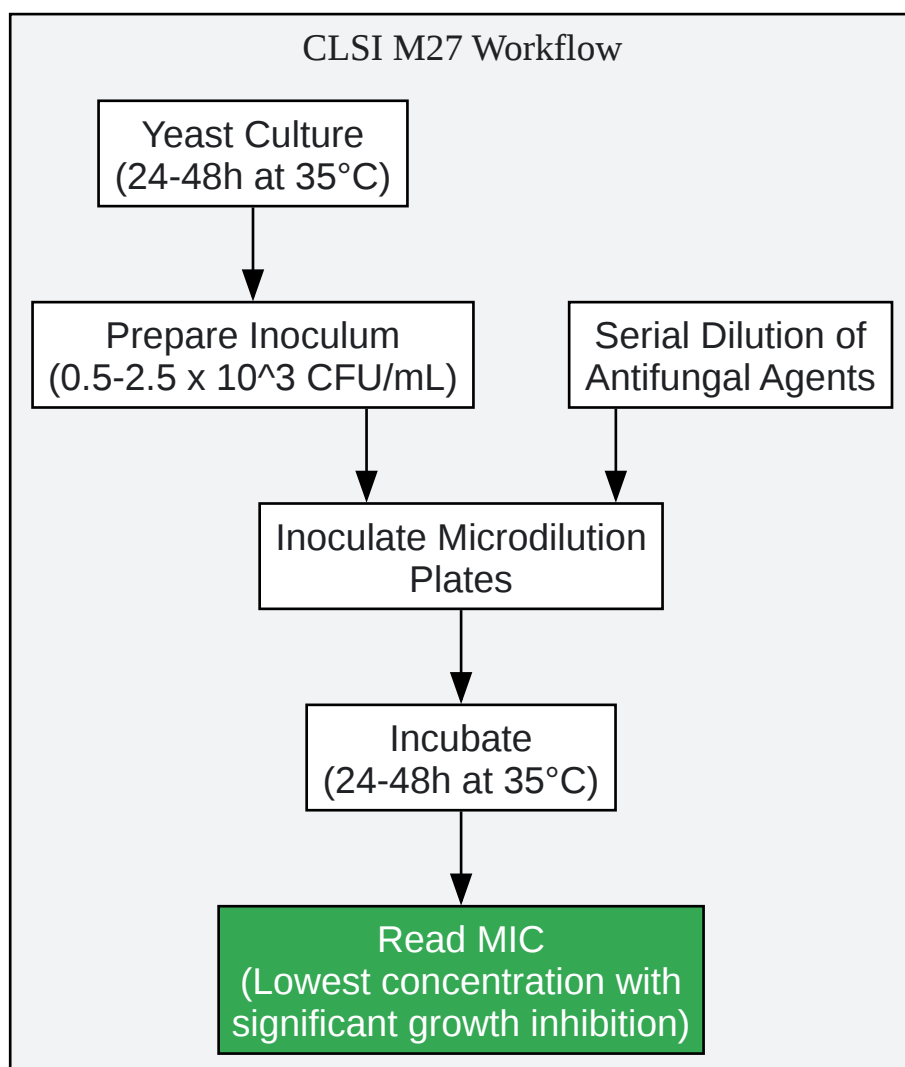 CLSI M27 Workflow
Yeast Culture
(24-48h at 35°C)
Prepare Inoculum
(0.5-2.5 x 10^3 CFU/mL)
Serial Dilution of
Antifungal Agents
Inoculate Microdilution
Plates
Incubate
(24-48h at 35°C)
Read MIC
(Lowest concentration with
significant growth inhibition)